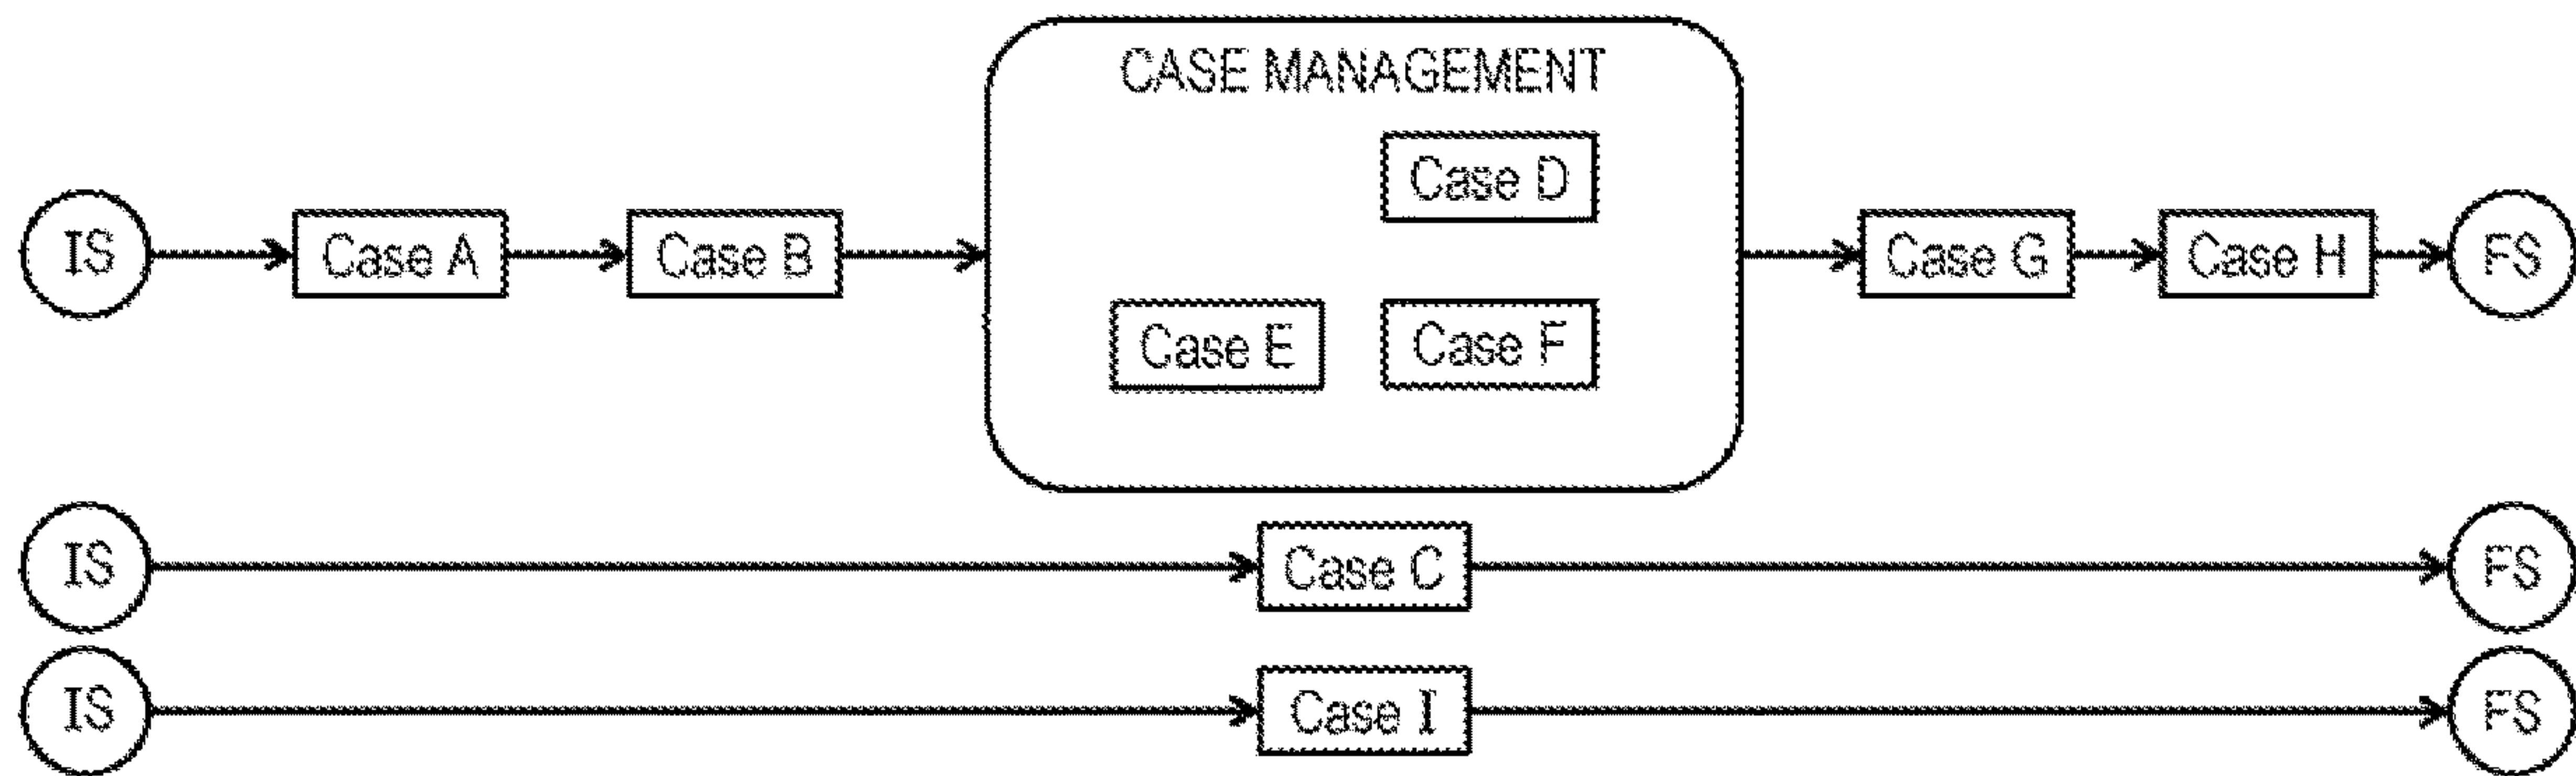 CASE MANAGEMENT
Case D
IS
Case A
Case B
Case G
Case H
FS
Case E
Case F
IS
Case C
FS
IS
Case I
FS